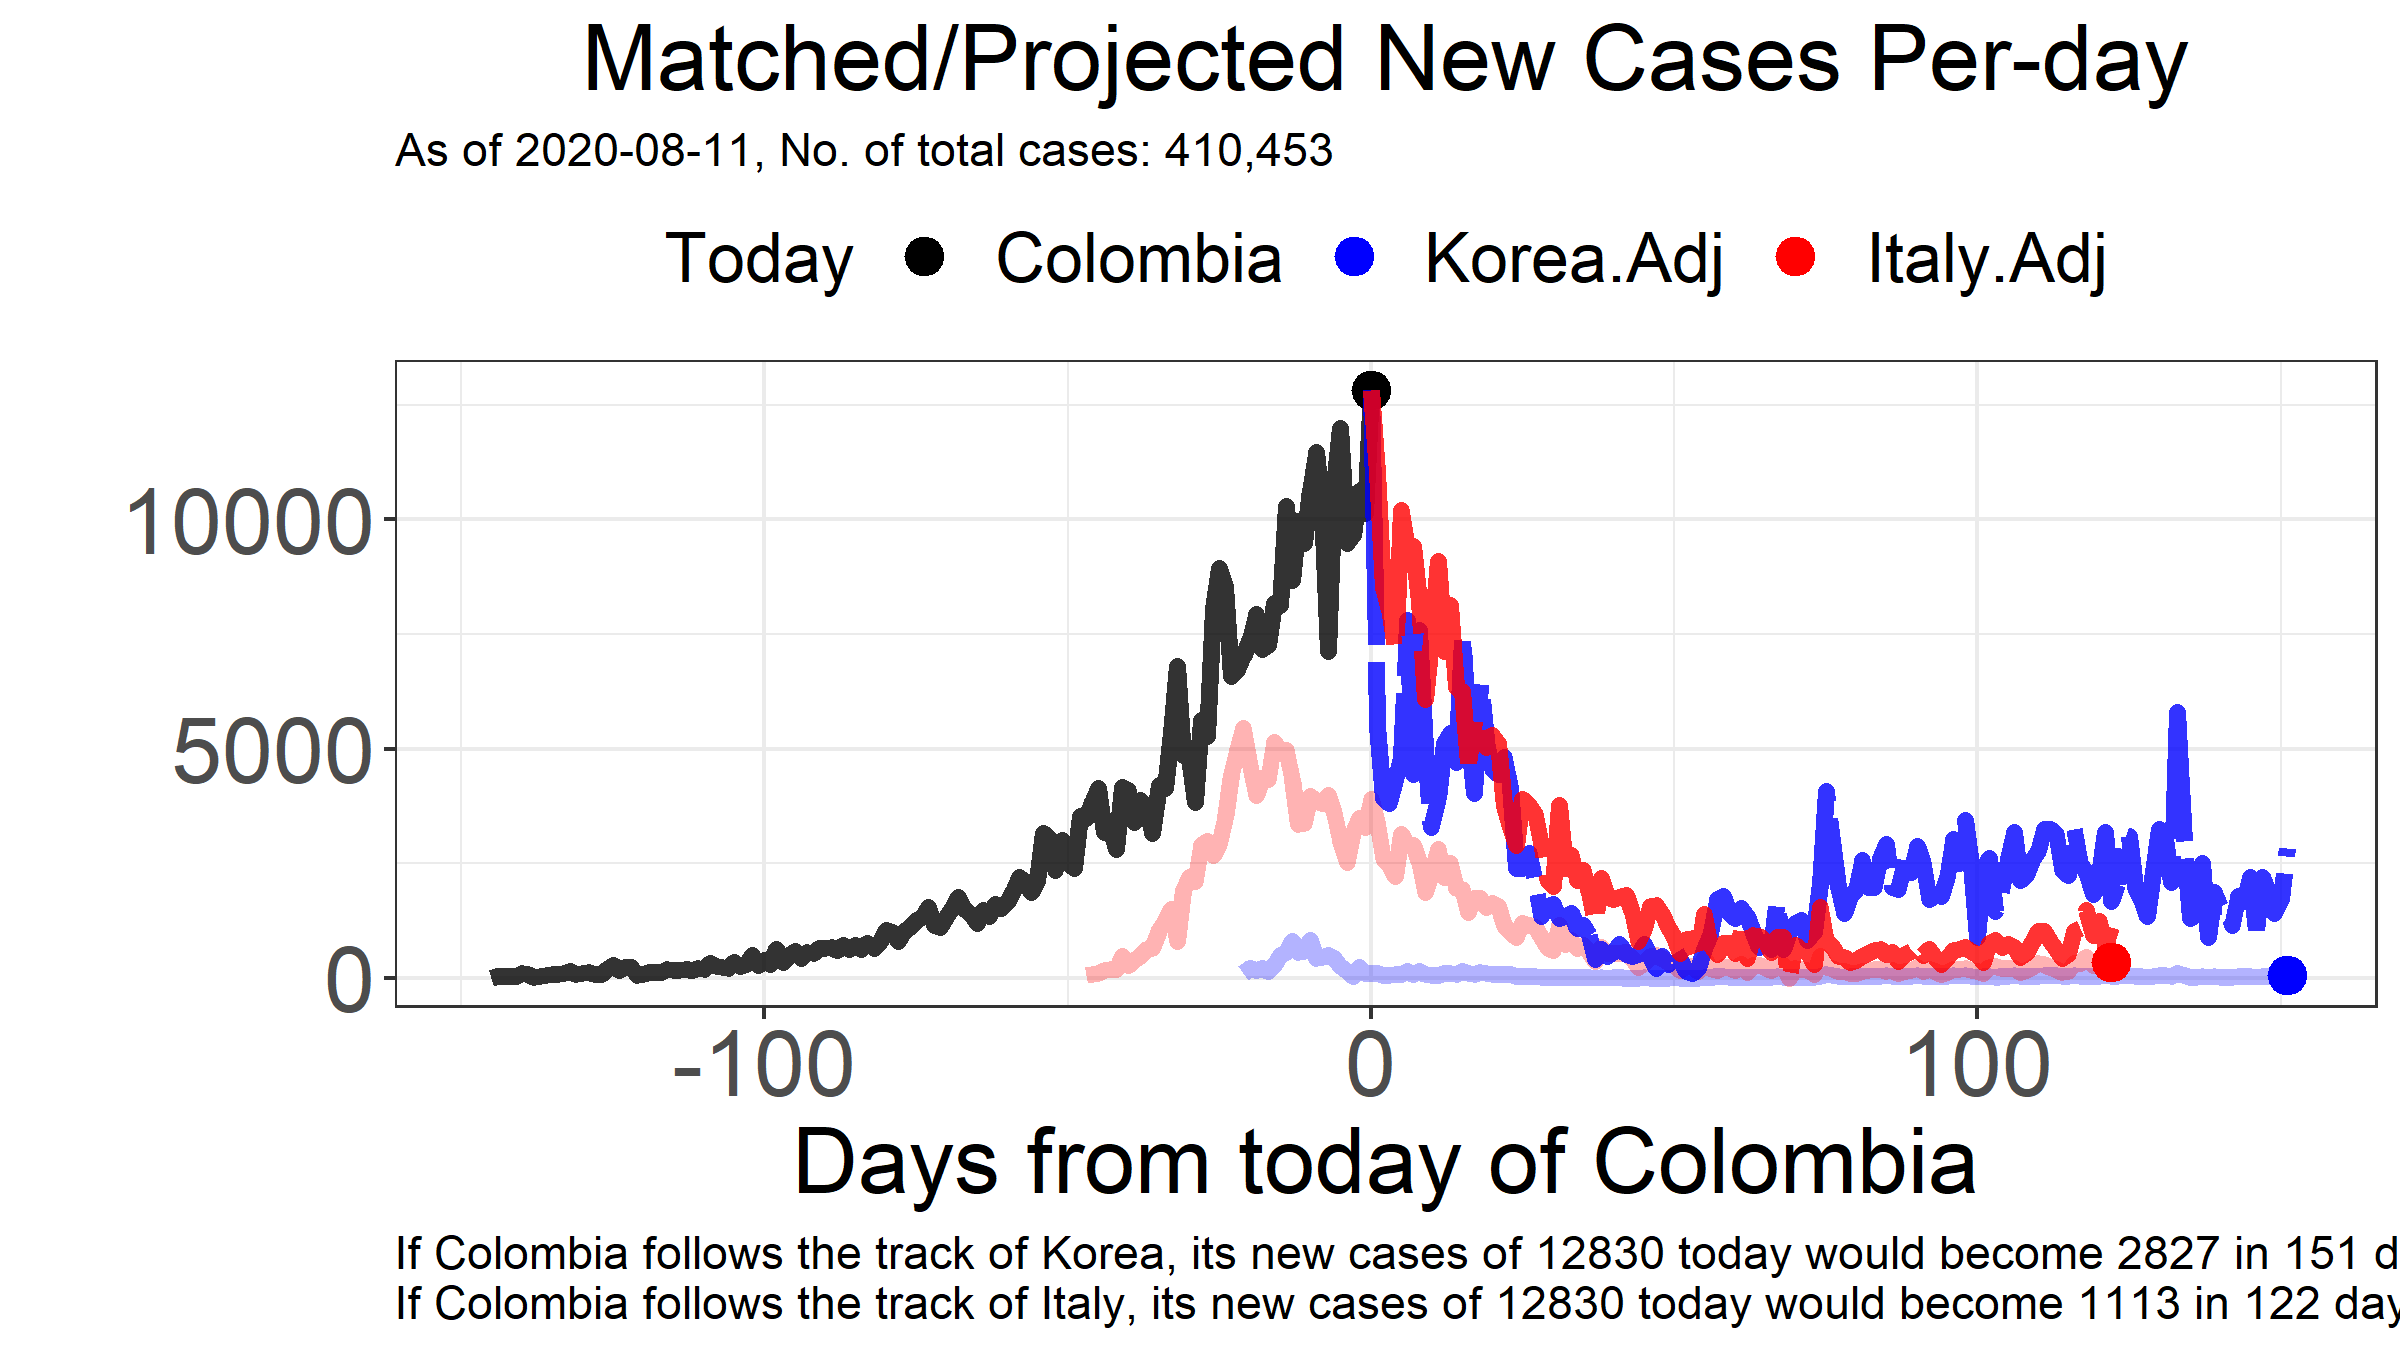 Matched/Projected New Cases Per-day
As of 2020-08-11, No. of total cases: 410,453
Today Colombia Korea.Adj Italy.Adj
10000
5000
0
-100 0 100
Days from today of Colombia
If Colombia follows the track of Korea, its new cases of 12830 today would become 2827 in 151 d
If Colombia follows the track of Italy, its new cases of 12830 today would become 1113 in 122 day